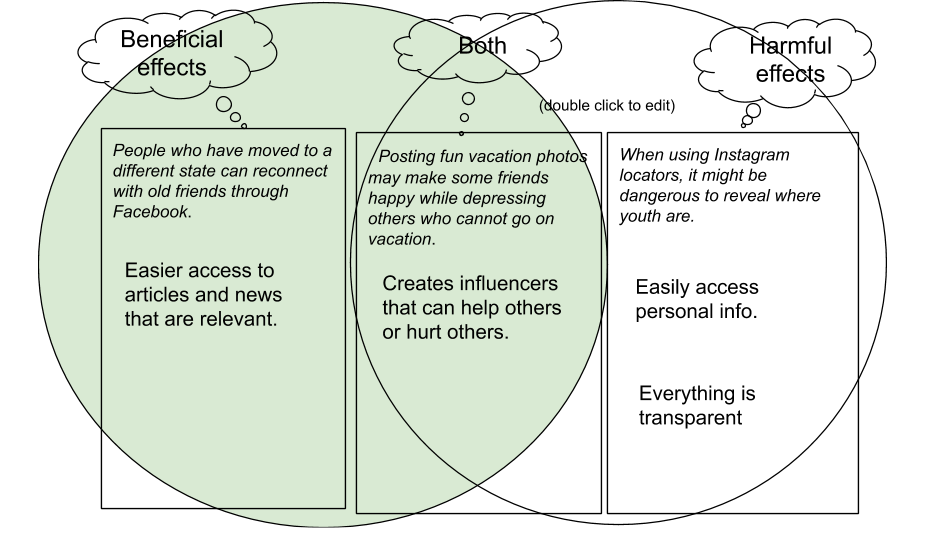 Beneficial
effects
Both
Harmful
effects
(double click to edit)
People who have moved to a
different state can reconnect
with old friends through
Facebook.
Easier access to
articles and news
that are relevant.
Posting fun vacation photos
may make some friends
happy while depressing
others who cannot go on
vacation.
Creates influencers
that can help others
or hurt others.
When using Instagram
locators, it might be
dangerous to reveal where
youth are.
Easily access
personal info.
Everything is
transparent